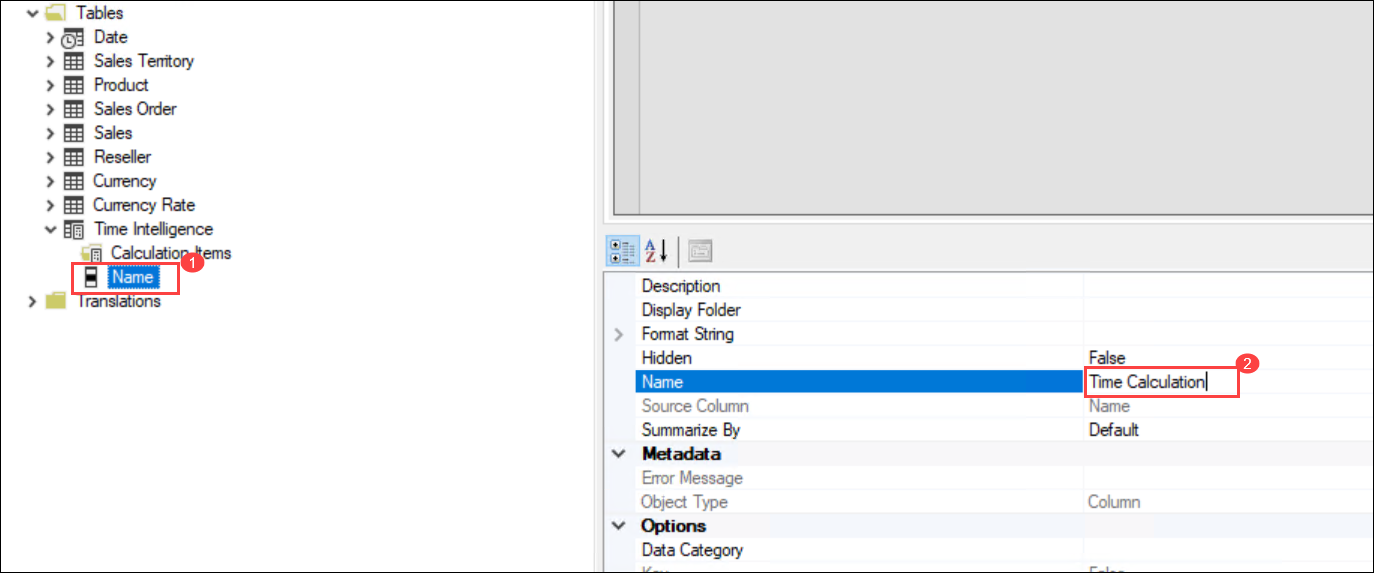 Tables
Date
Sales Territory
Product
Sales Order
Sales
Reseller
Currency
Currency Rate
Time Intelligence
Calculation Items
1
Name
Translations
A
Z
Description
Display Folder
Format String
Hidden False
2
Name Time Calculation
Source Column Name
Summarize By Default
Metadata
Error Message
Object Type Column
Options
Data Category
Key False